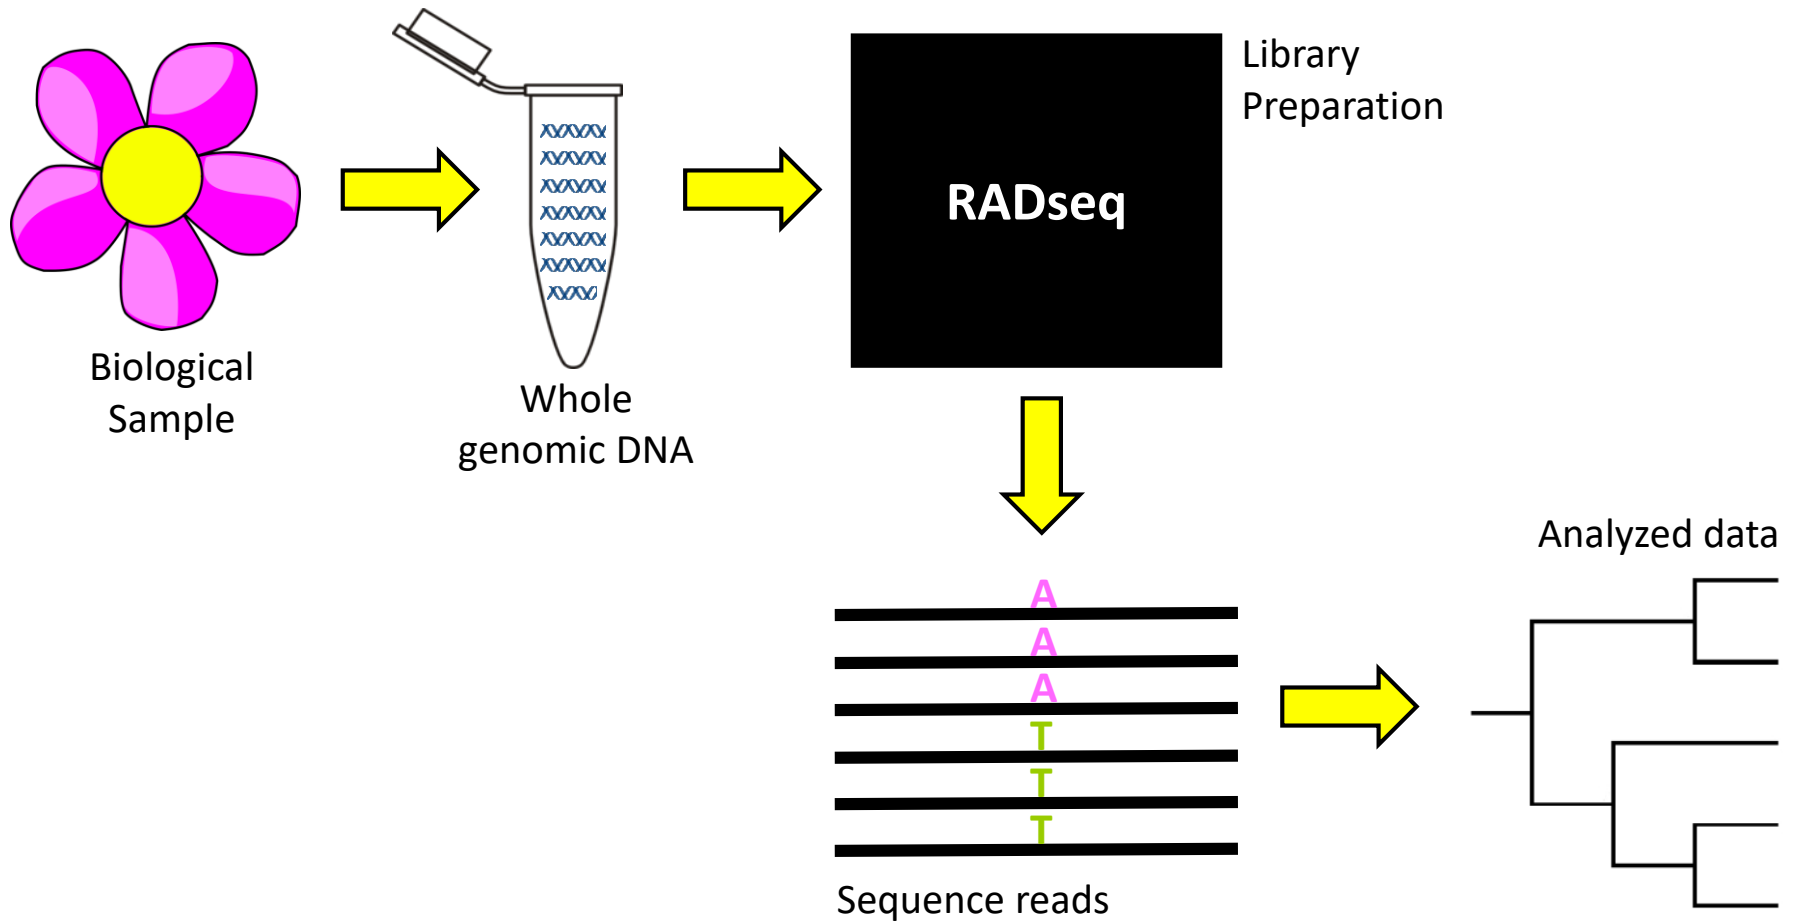 Library
Preparation
RADseq
Biological
Sample
Whole
genomic DNA
Analyzed data
A
A
A
T
T
T
Sequence reads